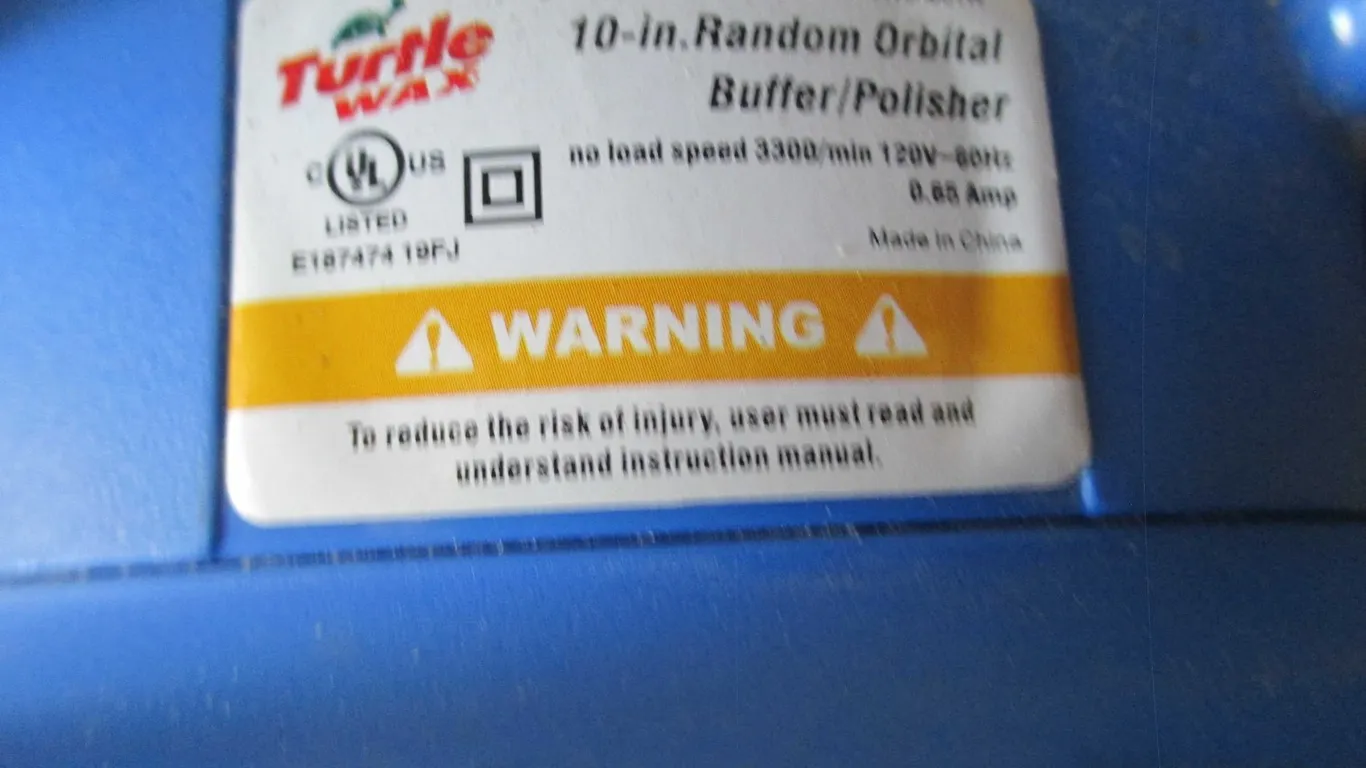 Turtle
WAX
10-in.Random Orbital
Buffer/Polisher
C UL US
LISTED
E187474 19FJ
no load speed 3300/min 120V~60Hz
0.65 Amp
Made in China
WARNING
To reduce the risk of injury, user must read and
understand instruction manual.